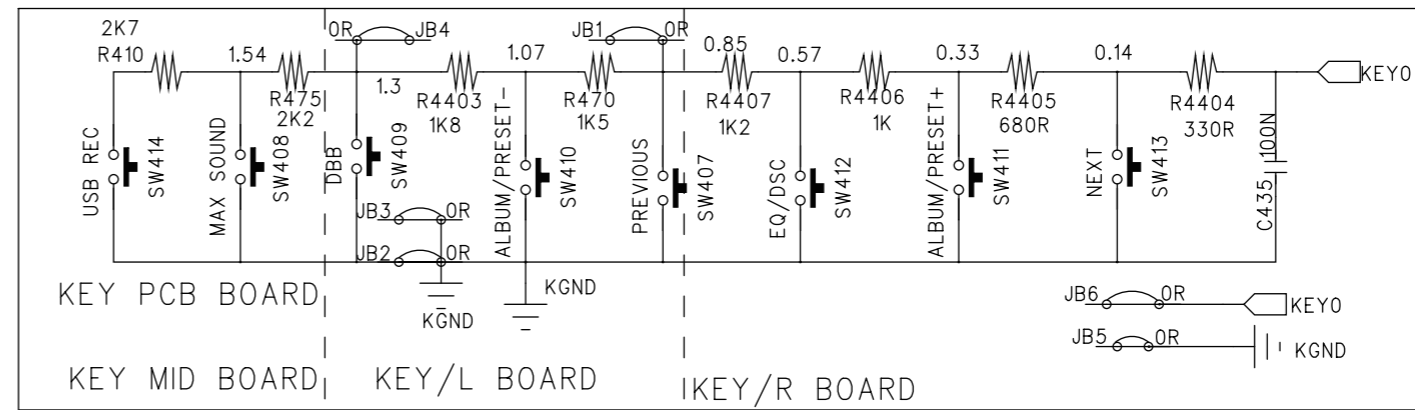 2K7
R410
1.54
R475
2K2
0R
JB4
1.3
R4403
1K8
1.07
JB1
0R
R470
1K5
0.85
R4407
1K2
0.57
R4406
1K
0.33
R4405
680R
0.14
R4404
330R
KEY0
USB REC
SW414
MAX SOUND
SW408
DBB
SW409
ALBUM/PRESET-
SW410
PREVIOUS
SW407
EQ/DSC
SW412
ALBUM/PRESET+
SW411
NEXT
SW413
C435
100N
JB3
0R
JB2
0R
KGND
KGND
JB6
0R
KEY0
JB5
0R
KGND
KEY PCB BOARD
KEY MID BOARD
KEY/L BOARD
KEY/R BOARD